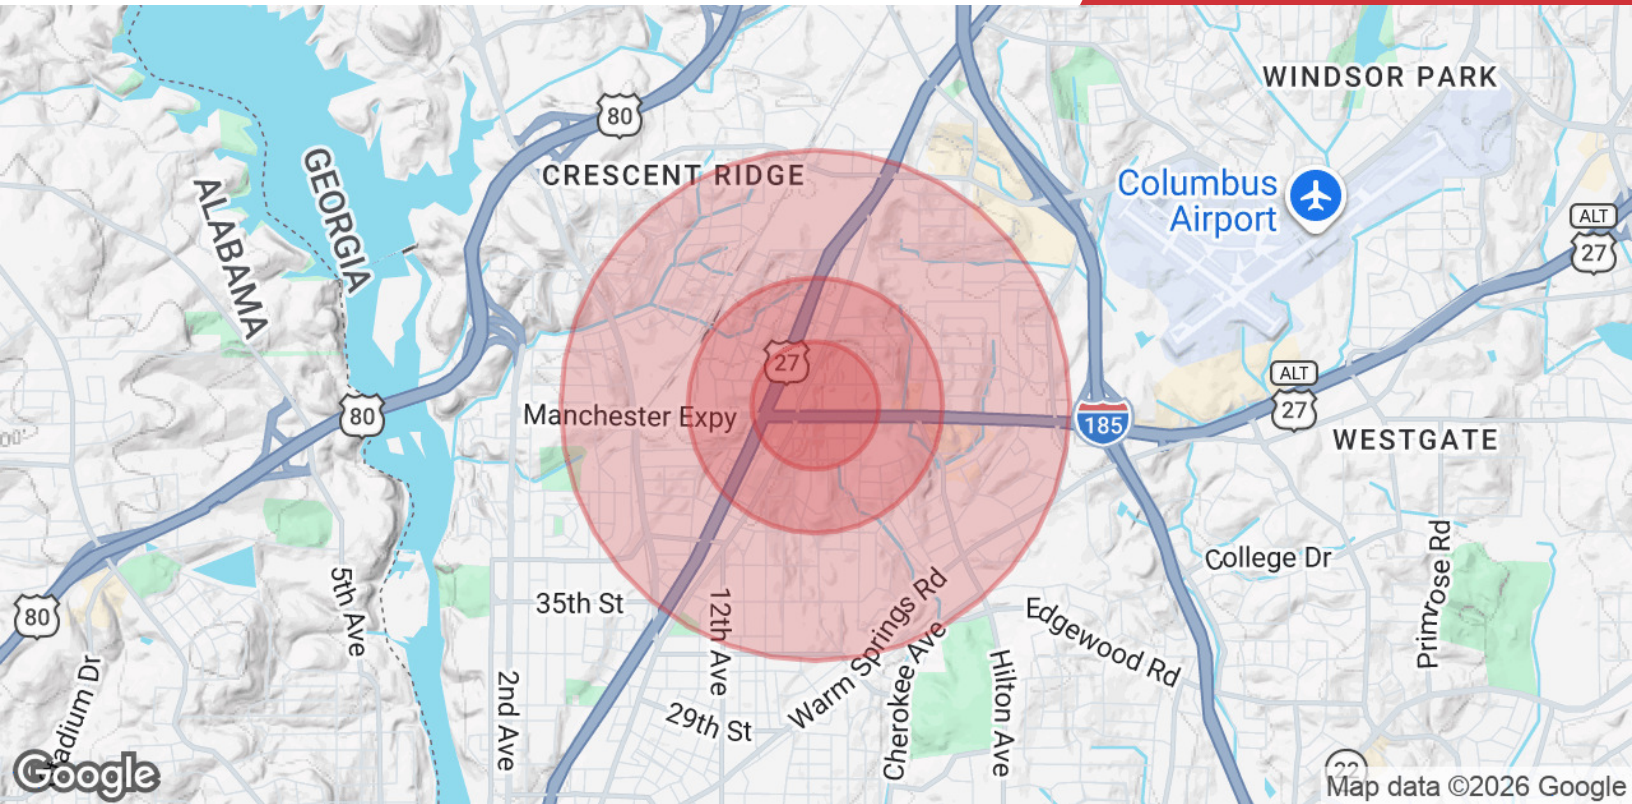 WINDSOR PARK
80
CRESCENT RIDGE
GEORGIA
ALABAMA
Columbus
Airport
ALT
27
27
ALT
27
80
Manchester Expy
185
WESTGATE
College Dr
Primrose Rd
80
5th Ave
35th St
12th Ave
Warm Springs Rd
Edgewood Rd
Cherokee Ave
Hilton Ave
2nd Ave
29th St
Google
22
Map data ©2026 Google